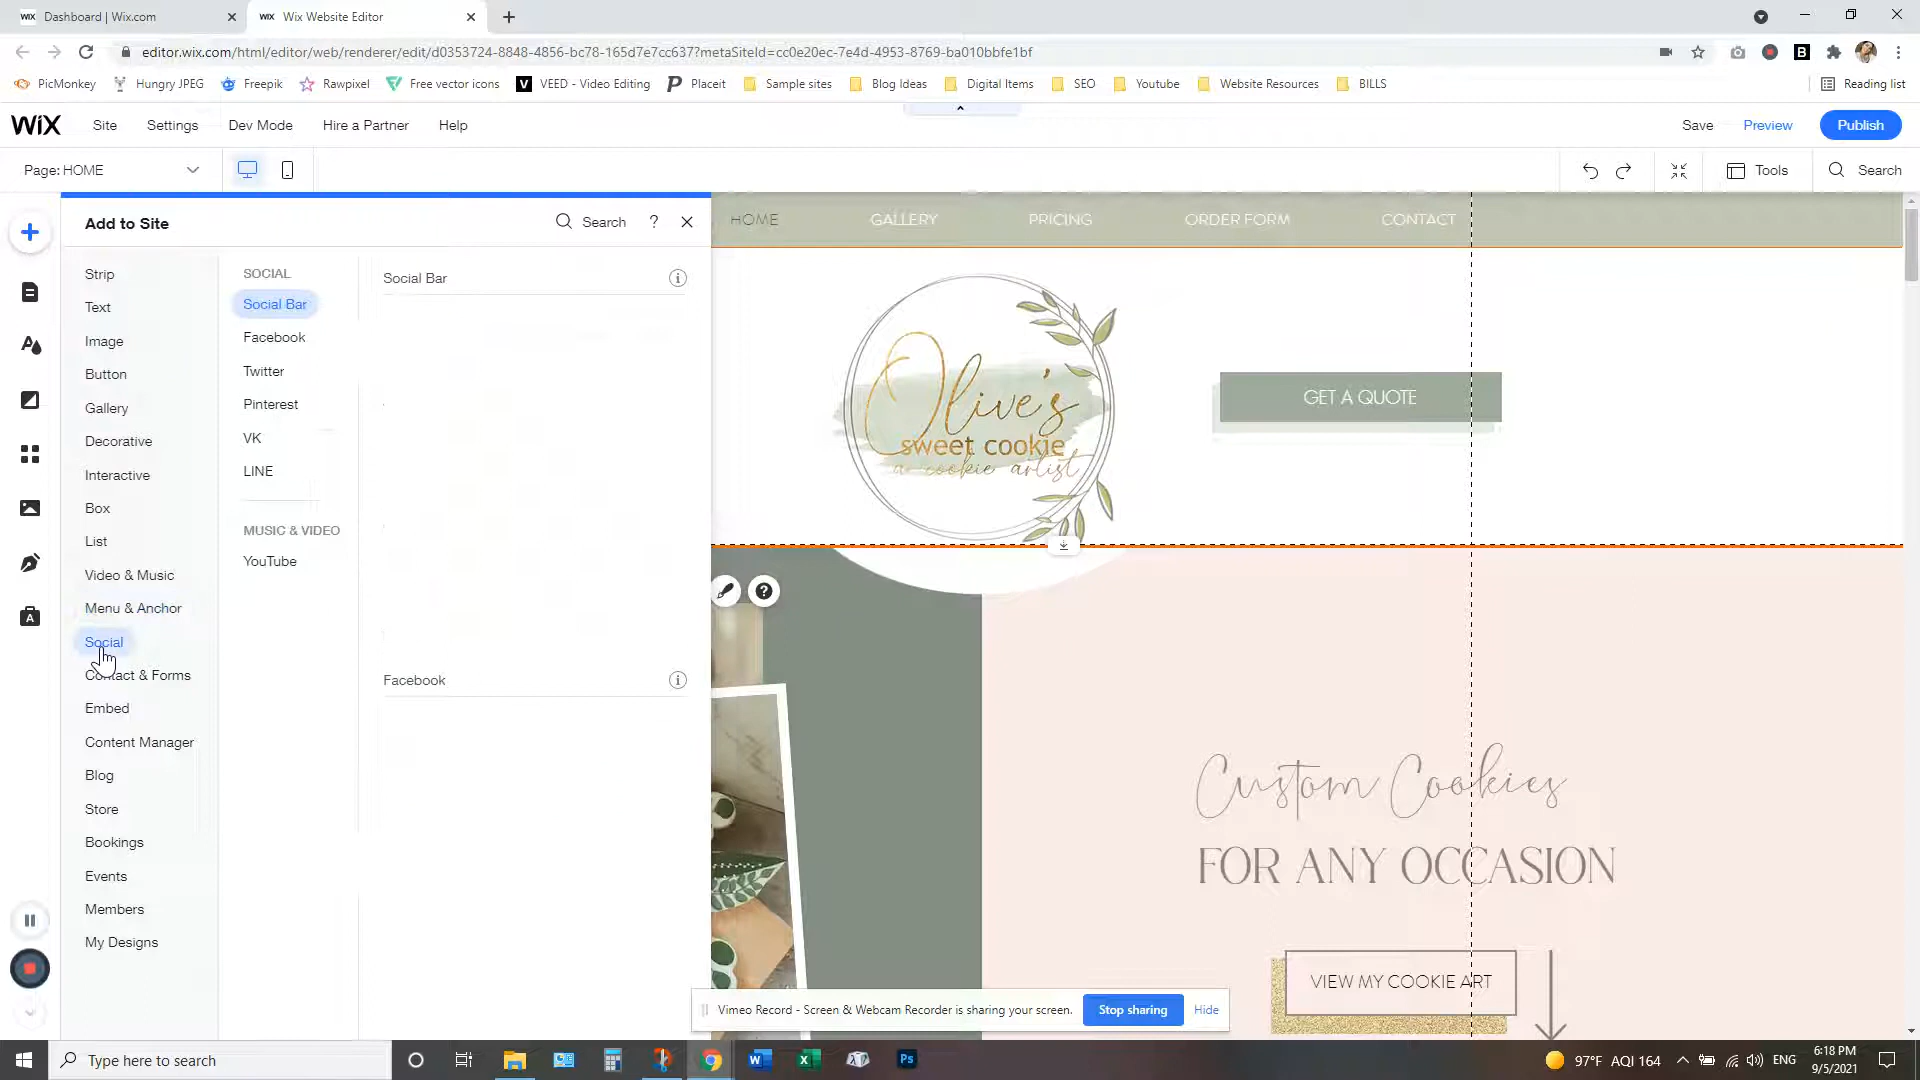 Dashboard | Wix.com
Wix Website Editor
editor.wix.com/html/editor/web/renderer/edit/d0353724-8848-4856-bc78-165d7e7cc637?metaSiteId=cc0e20ec-7e4d-4953-8769-ba010bbfe1bf
PicMonkey
Hungry JPEG
Freepik
Rawpixel
Free vector icons
VEED - Video Editing
Placeit
Sample sites
Blog Ideas
Digital Items
SEO
Youtube
Website Resources
BILLS
Reading list
WiX
Site
Settings
Dev Mode
Hire a Partner
Help
Save
Preview
Publish
Page: HOME
Tools
Search
Add to Site
Search
?
Strip
Text
Image
Button
Gallery
Decorative
Interactive
Box
List
Video & Music
Menu & Anchor
Social
Contact & Forms
Embed
Content Manager
Blog
Store
Bookings
Events
Members
My Designs
SOCIAL
Social Bar
Facebook
Twitter
Pinterest
VK
LINE
MUSIC & VIDEO
YouTube
Social Bar
Facebook
HOME
GALLERY
PRICING
ORDER FORM
CONTACT
Olive's
sweet cookie
a cookie artist
GET A QUOTE
Custom Cookies
FOR ANY OCCASION
VIEW MY COOKIE ART
Vimeo Record - Screen & Webcam Recorder is sharing your screen.
Stop sharing
Hide
Type here to search
97°F AQI 164
ENG
6:18 PM
9/5/2021